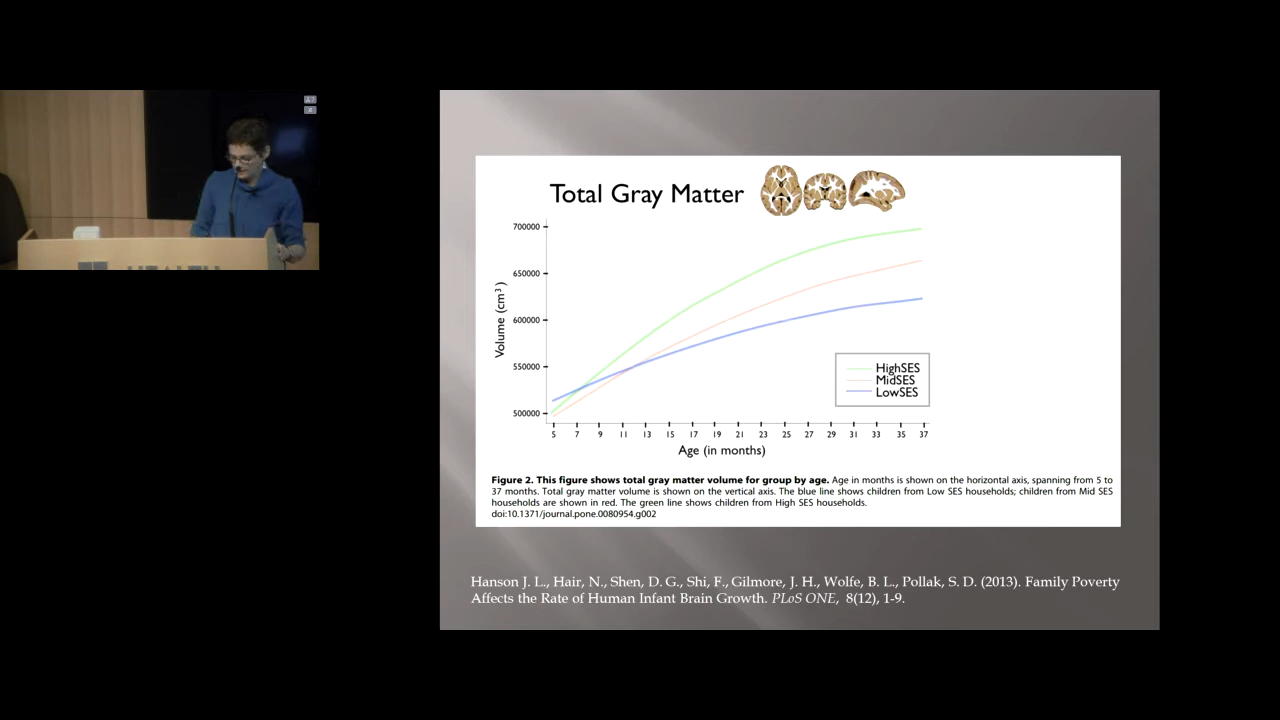 Total Gray Matter
700000
650000
600000
550000
500000
Volume (cm³)
5 7 9 11 13 15 17 19 21 23 25 27 29 31 33 35 37
Age (in months)
HighSES
MidSES
LowSES
Figure 2. This figure shows total gray matter volume for group by age. Age in months is shown on the horizontal axis, spanning from 5 to
37 months. Total gray matter volume is shown on the vertical axis. The blue line shows children from Low SES households; children from Mid SES
households are shown in red. The green line shows children from High SES households.
doi:10.1371/journal.pone.0080954.g002
Hanson J. L., Hair, N., Shen, D. G., Shi, F., Gilmore, J. H., Wolfe, B. L., Pollak, S. D. (2013). Family Poverty
Affects the Rate of Human Infant Brain Growth. PLoS ONE, 8(12), 1-9.